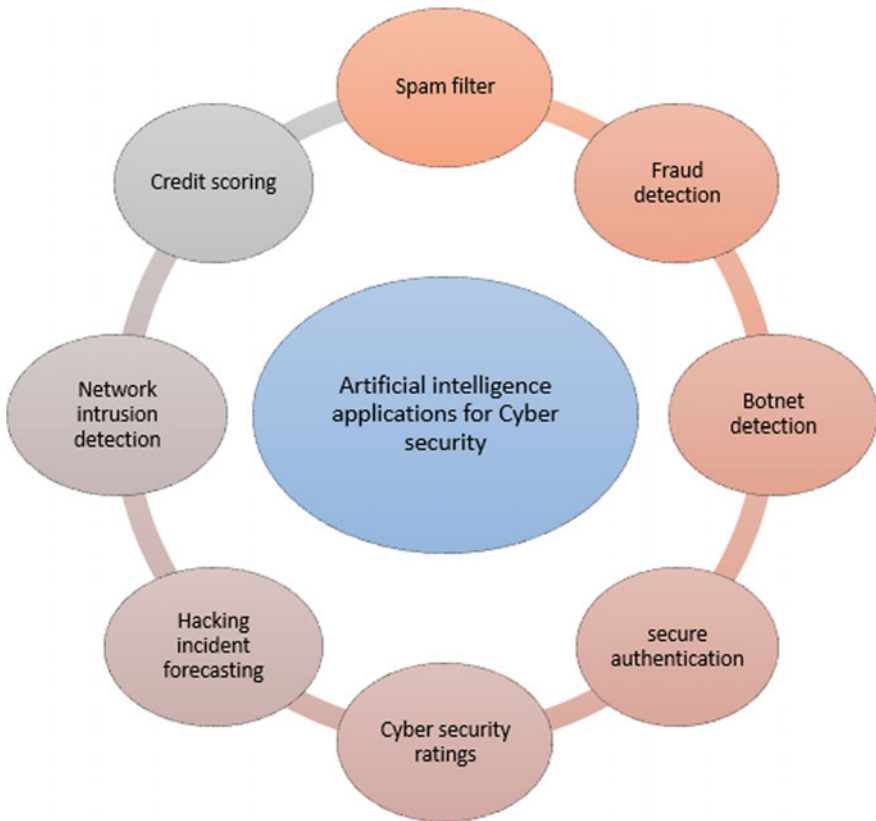 Spam filter
Fraud
detection
Botnet
detection
secure
authentication
Cyber security
ratings
Hacking
incident
forecasting
Network
intrusion
detection
Credit scoring
Artificial intelligence
applications for Cyber
security